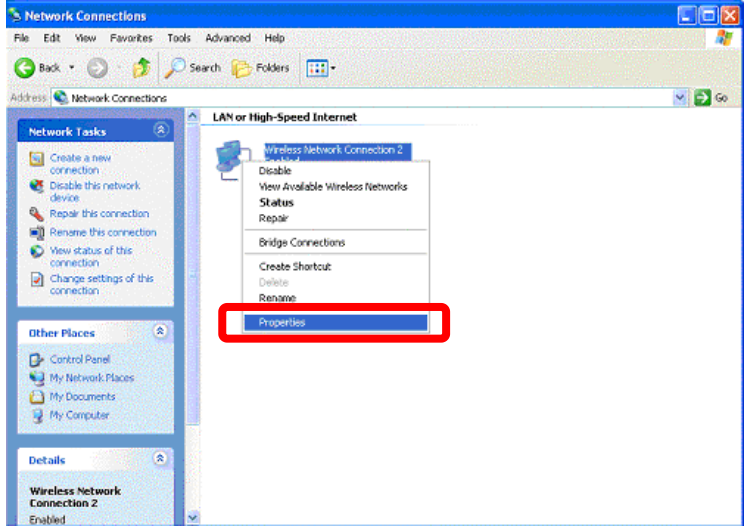 Network Connections
File Edit View Favorites Tools Advanced Help
Back Search Folders
Address Network Connections Go
Network Tasks
Create a new
connection
Disable this network
device
Repair this connection
Rename this connection
View status of this
connection
Change settings of this
connection
Other Places
Control Panel
My Network Places
My Documents
My Computer
Details
Wireless Network
Connection 2
Enabled
LAN or High-Speed Internet
Wireless Network Connection 2
Enabled
Disable
View Available Wireless Networks
Status
Repair
Bridge Connections
Create Shortcut
Delete
Rename
Properties